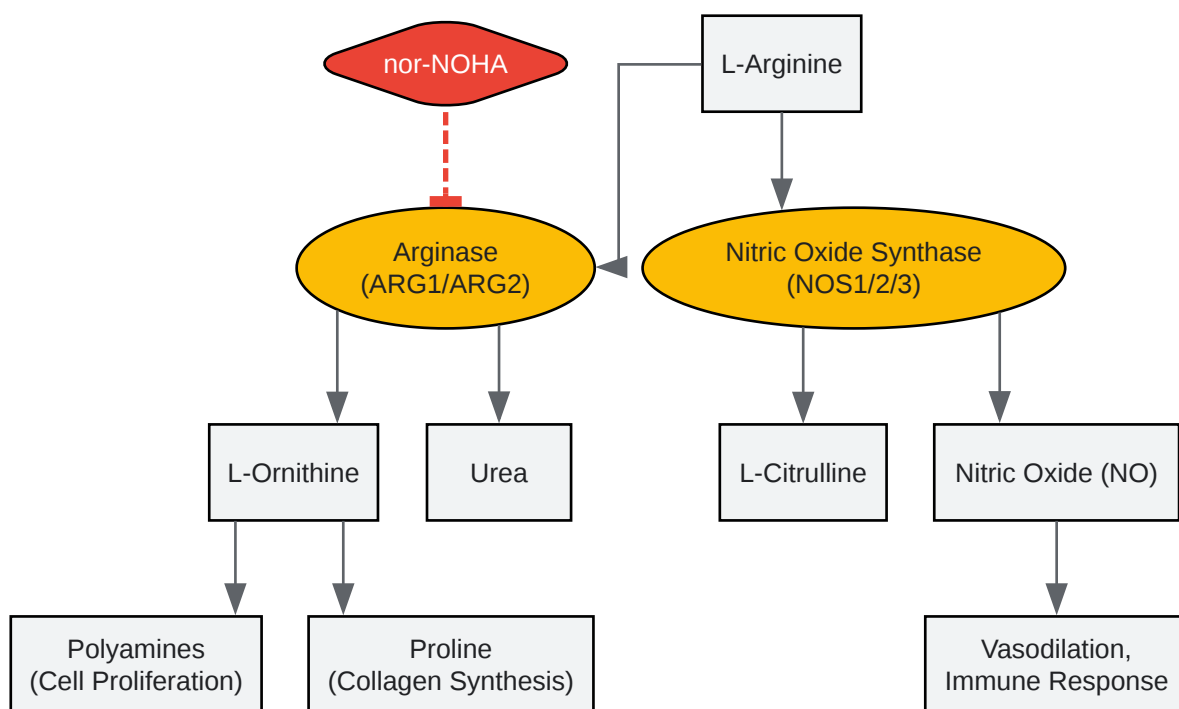 nor-NOHA
L-Arginine
Arginase
(ARG1/ARG2)
Nitric Oxide Synthase
(NOS1/2/3)
L-Ornithine
Urea
L-Citrulline
Nitric Oxide (NO)
Polyamines
(Cell Proliferation)
Proline
(Collagen Synthesis)
Vasodilation,
Immune Response